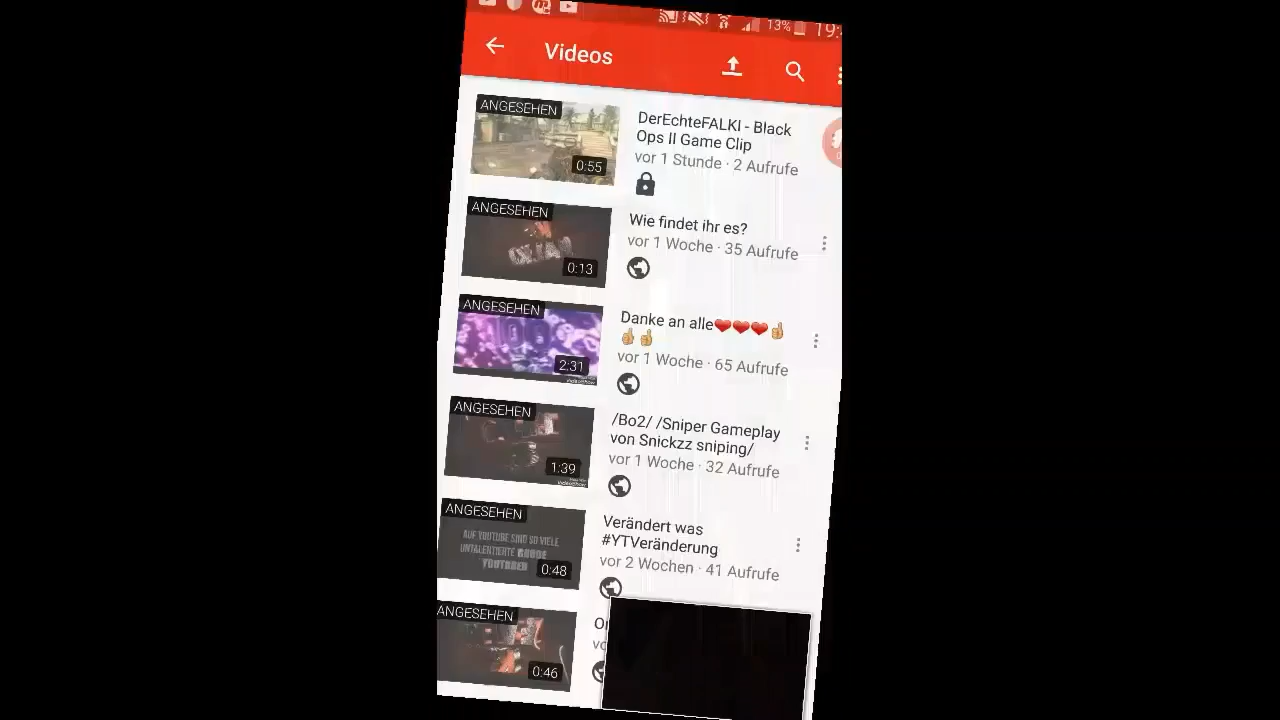 13%
Videos
ANGESEHEN
0:55
DerEchteFALKI - Black
Ops II Game Clip
vor 1 Stunde · 2 Aufrufe
ANGESEHEN
0:13
Wie findet ihr es?
vor 1 Woche · 35 Aufrufe
ANGESEHEN
2:31
Danke an alle❤❤❤👍
👍👍
vor 1 Woche · 65 Aufrufe
ANGESEHEN
1:39
/Bo2/ /Sniper Gameplay
von Snickzz sniping/
vor 1 Woche · 32 Aufrufe
ANGESEHEN
AUF YOUTUBE SIND SO VIELE
UNTALENTIERTE
YOUTUBER
0:48
Verändert was
#YTVeränderung
vor 2 Wochen · 41 Aufrufe
ANGESEHEN
0:46